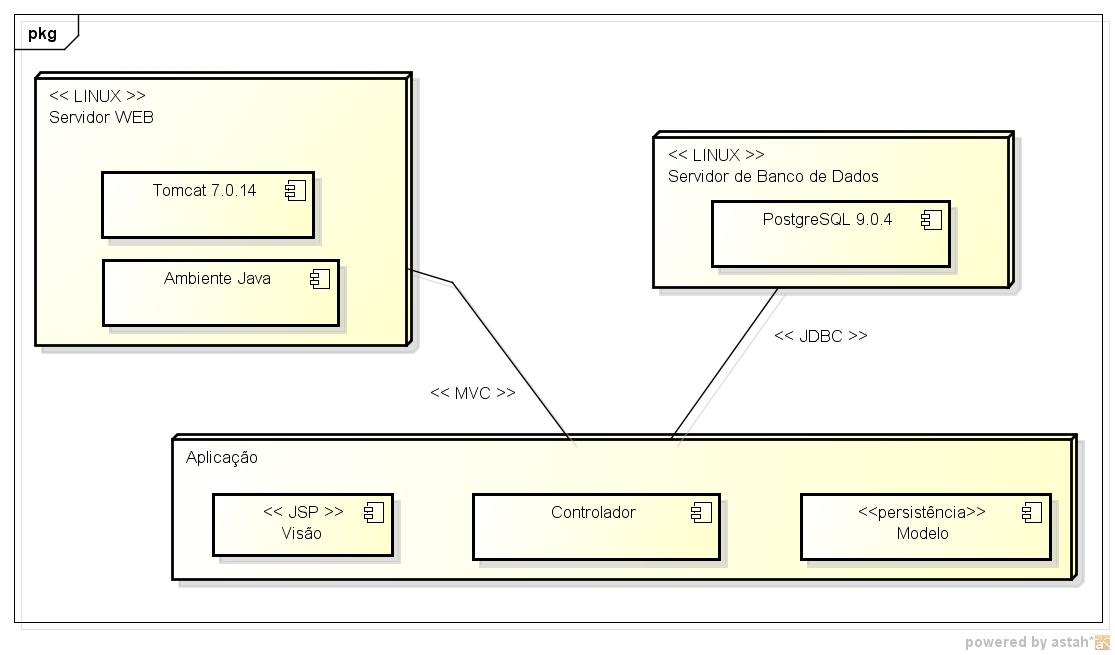 pkg
<< LINUX >>
Servidor WEB
Tomcat 7.0.14
Ambiente Java
<< LINUX >>
Servidor de Banco de Dados
PostgreSQL 9.0.4
<< JDBC >>
<< MVC >>
Aplicação
<< JSP >>
Visão
Controlador
<<persistência>>
Modelo
powered by astah*